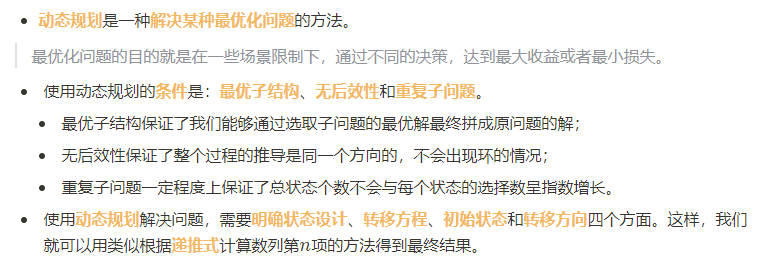 动态规划是一种解决某种最优化问题的方法。
最优化问题的目的就是在一些场景限制下，通过不同的决策，达到最大收益或者最小损失。
使用动态规划的条件是：最优子结构、无后效性和重复子问题。
最优子结构保证了我们能够通过选取子问题的最优解最终拼成原问题的解；
无后效性保证了整个过程的推导是同一个方向的，不会出现环的情况；
重复子问题一定程度上保证了总状态个数不会与每个状态的选择数呈指数增长。
使用动态规划解决问题，需要明确状态设计、转移方程、初始状态和转移方向四个方面。这样，我们
就可以用类似根据递推式计算数列第n项的方法得到最终结果。